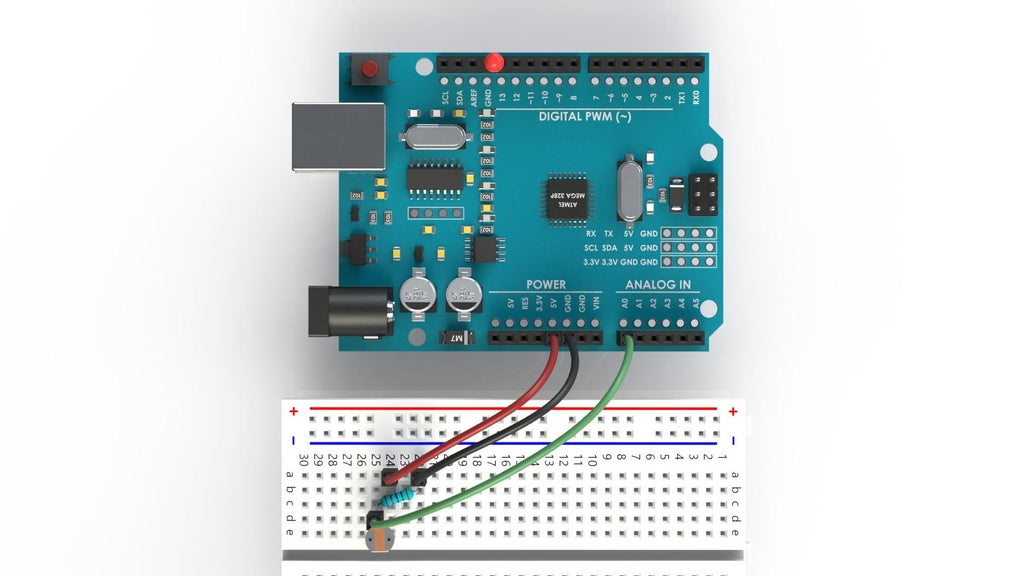 SCL SDA AREF GND 13 12 ~11 ~10 ~9 8 7 ~6 ~5 4 ~3 2 TX1 RX0
DIGITAL PWM (~)
ATMEL
MEGA 328P
RX TX 5V GND
SCL SDA 5V GND
3.3V 3.3V GND GND
POWER
ANALOG IN
5V RES 3.3V 5V GND GND VIN
A0 A1 A2 A3 A4 A5
M7
+ +
- -
30 29 28 27 26 25 24 23 19 18 17 16 15 14 13 12 11 10 9 8 7 6 5 4 3 2 1
a a
b b
c c
d d
e e